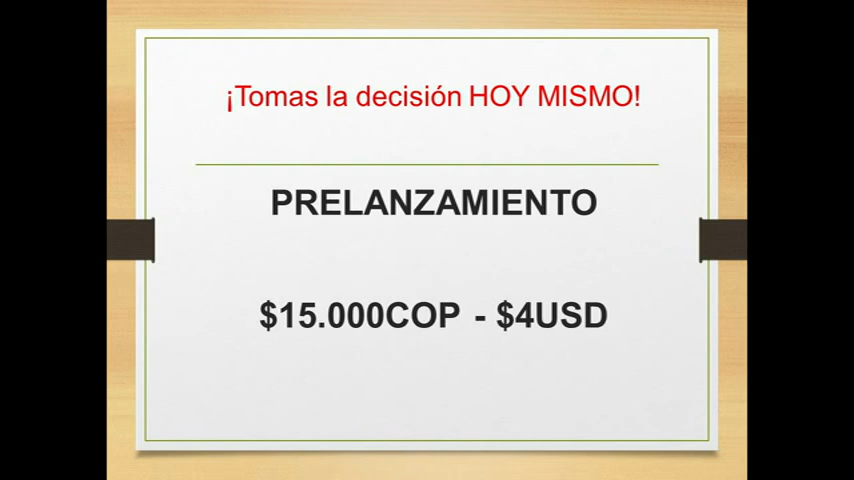 ¡Tomas la decisión HOY MISMO!
PRELANZAMIENTO
$15.000COP - $4USD